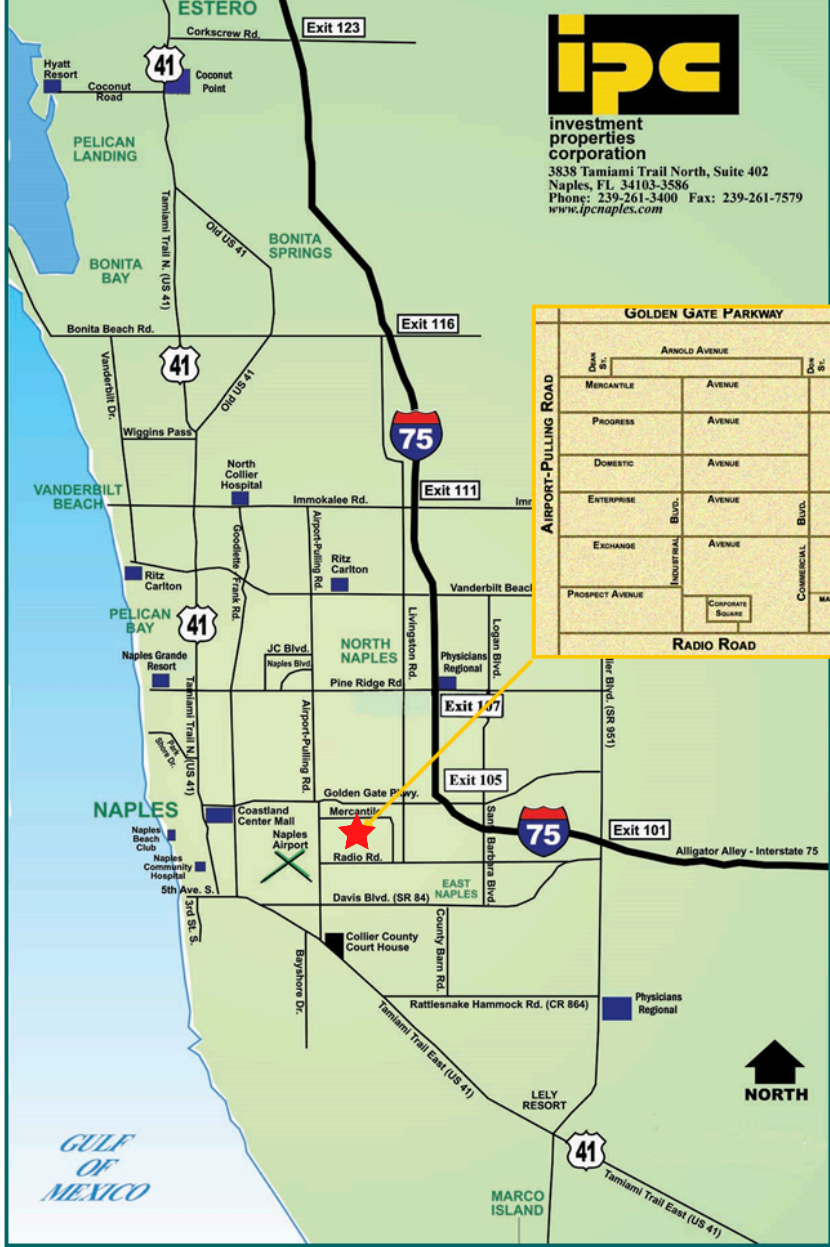 ESTERO
Corkscrew Rd.
Exit 123
ipc
investment
properties
corporation
3838 Tamiami Trail North, Suite 402
Naples, FL 34103-3586
Phone: 239-261-3400 Fax: 239-261-7579
www.ipcnaples.com
41
Hyatt
Resort
Coconut
Road
Coconut
Point
PELICAN
LANDING
Tamiami Trail N. (US 41)
Old US 41
BONITA
SPRINGS
BONITA
BAY
Bonita Beach Rd.
Exit 116
41
Vanderbilt Dr.
Old US 41
Wiggins Pass
75
GOLDEN GATE PARKWAY
ARNOLD AVENUE
DEAN
ST.
DON
ST.
AIRPORT-PULLING ROAD
MERCANTILE AVENUE
PROGRESS AVENUE
DOMESTIC AVENUE
ENTERPRISE AVENUE
EXCHANGE AVENUE
INDUSTRIAL BLVD.
COMMERCIAL BLVD.
PROSPECT AVENUE
CORPORATE
SQUARE
MA
RADIO ROAD
North
Collier
Hospital
Exit 111
VANDERBILT
BEACH
Immokalee Rd.
Imm
Goodlette Frank Rd.
Airport-Pulling Rd.
Ritz
Carlton
Ritz
Carlton
Vanderbilt Beach
PELICAN
BAY
41
Livingston Rd.
Logan Blvd.
NORTH
NAPLES
JC Blvd.
Naples Blvd.
Naples Grande
Resort
Physicians
Regional
Pine Ridge Rd.
lier Blvd. (SR 951)
Tamiami Trail N. (US 41)
Airport-Pulling Rd.
Exit 107
Park
Shore Dr.
Exit 105
Golden Gate Pkwy.
NAPLES
Coastland
Center Mall
Mercantile
75
Exit 101
Naples
Beach
Club
Naples
Airport
Santa Barbara Blvd.
Alligator Alley - Interstate 75
Naples
Community
Hospital
Radio Rd.
5th Ave. S.
EAST
NAPLES
Davis Blvd. (SR 84)
3rd St. S.
Collier County
Court House
County Barn Rd.
Bayshore Dr.
Rattlesnake Hammock Rd. (CR 864)
Physicians
Regional
Tamiami Trail East (US 41)
NORTH
LELY
RESORT
41
GULF
OF
MEXICO
Tamiami Trail East (US 41)
MARCO
ISLAND